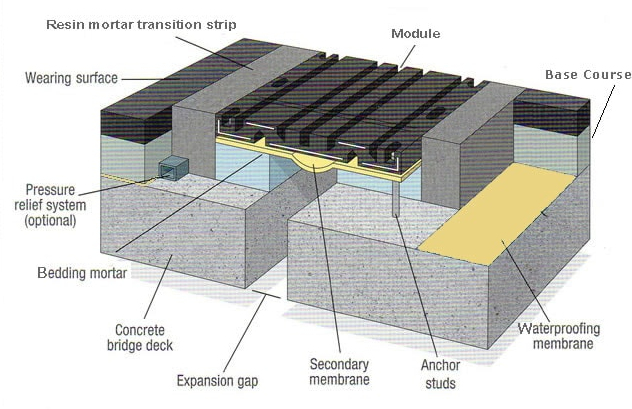 Resin mortar transition strip
Module
Wearing surface
Base Course
Pressure
relief system
(optional)
Bedding mortar
Concrete
bridge deck
Expansion gap
Secondary
membrane
Anchor
studs
Waterproofing
membrane